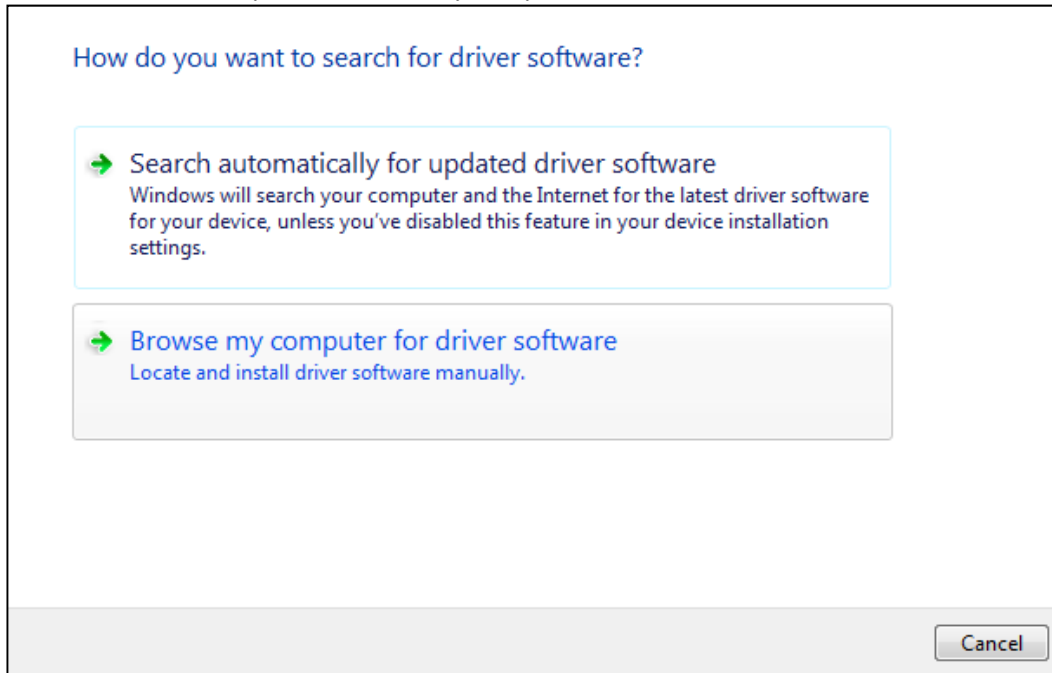 How do you want to search for driver software?
Search automatically for updated driver software
Windows will search your computer and the Internet for the latest driver software
for your device, unless you've disabled this feature in your device installation
settings.
Browse my computer for driver software
Locate and install driver software manually.
Cancel